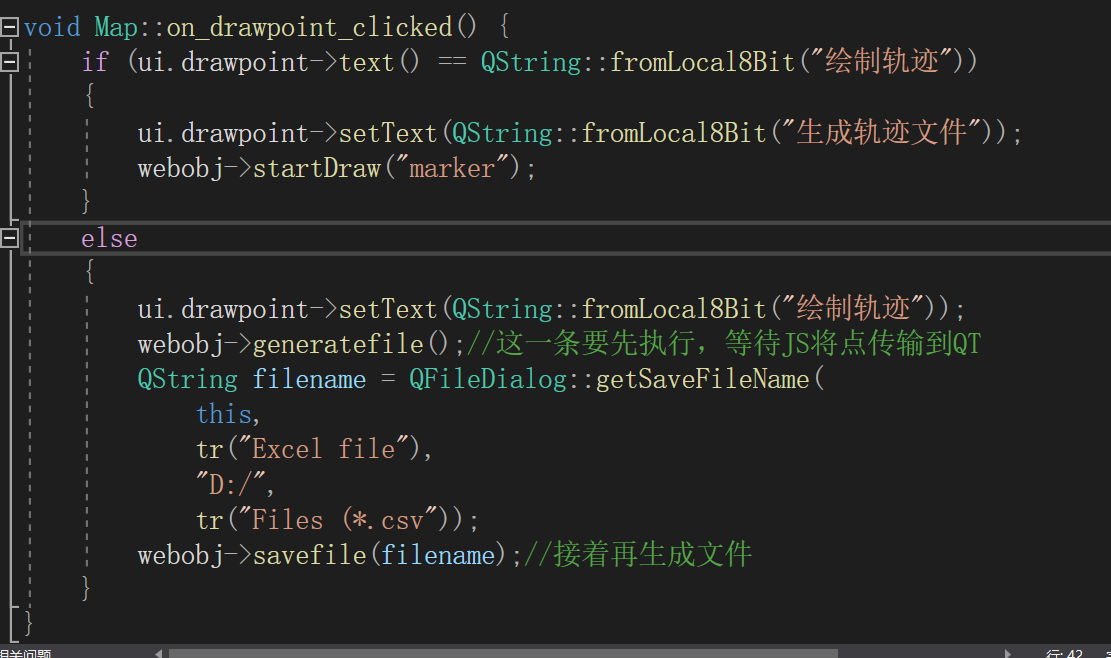 void Map::on_drawpoint_clicked() {
if (ui.drawpoint->text() == QString::fromLocal8Bit("绘制轨迹"))
{
ui.drawpoint->setText(QString::fromLocal8Bit("生成轨迹文件"));
webobj->startDraw("marker");
}
else
{
ui.drawpoint->setText(QString::fromLocal8Bit("绘制轨迹"));
webobj->generatefile();//这一条要先执行，等待JS将点传输到QT
QString filename = QFileDialog::getSaveFileName(
this,
tr("Excel file"),
"D:/",
tr("Files (*.csv"));
webobj->savefile(filename);//接着再生成文件
}
}
相关问题 行: 42